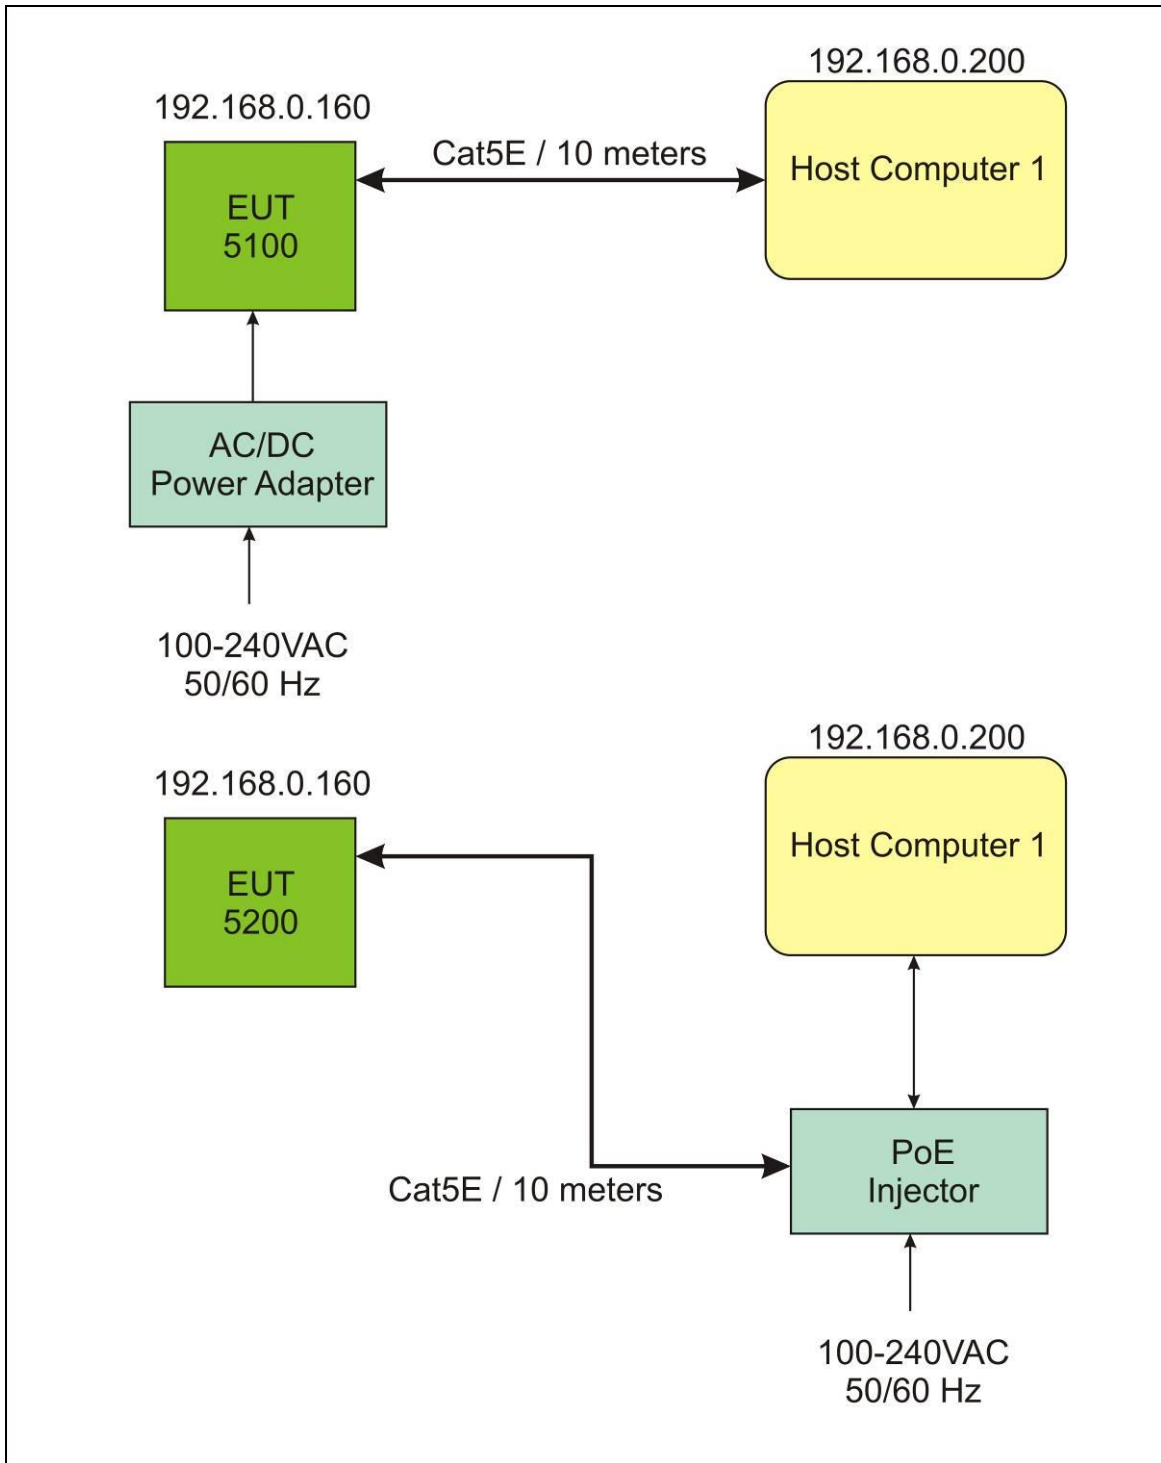 192.168.0.200
192.168.0.160
Cat5E / 10 meters
Host Computer 1
EUT
5100
AC/DC
Power Adapter
100-240VAC
50/60 Hz
192.168.0.200
192.168.0.160
Host Computer 1
EUT
5200
PoE
Injector
Cat5E / 10 meters
100-240VAC
50/60 Hz